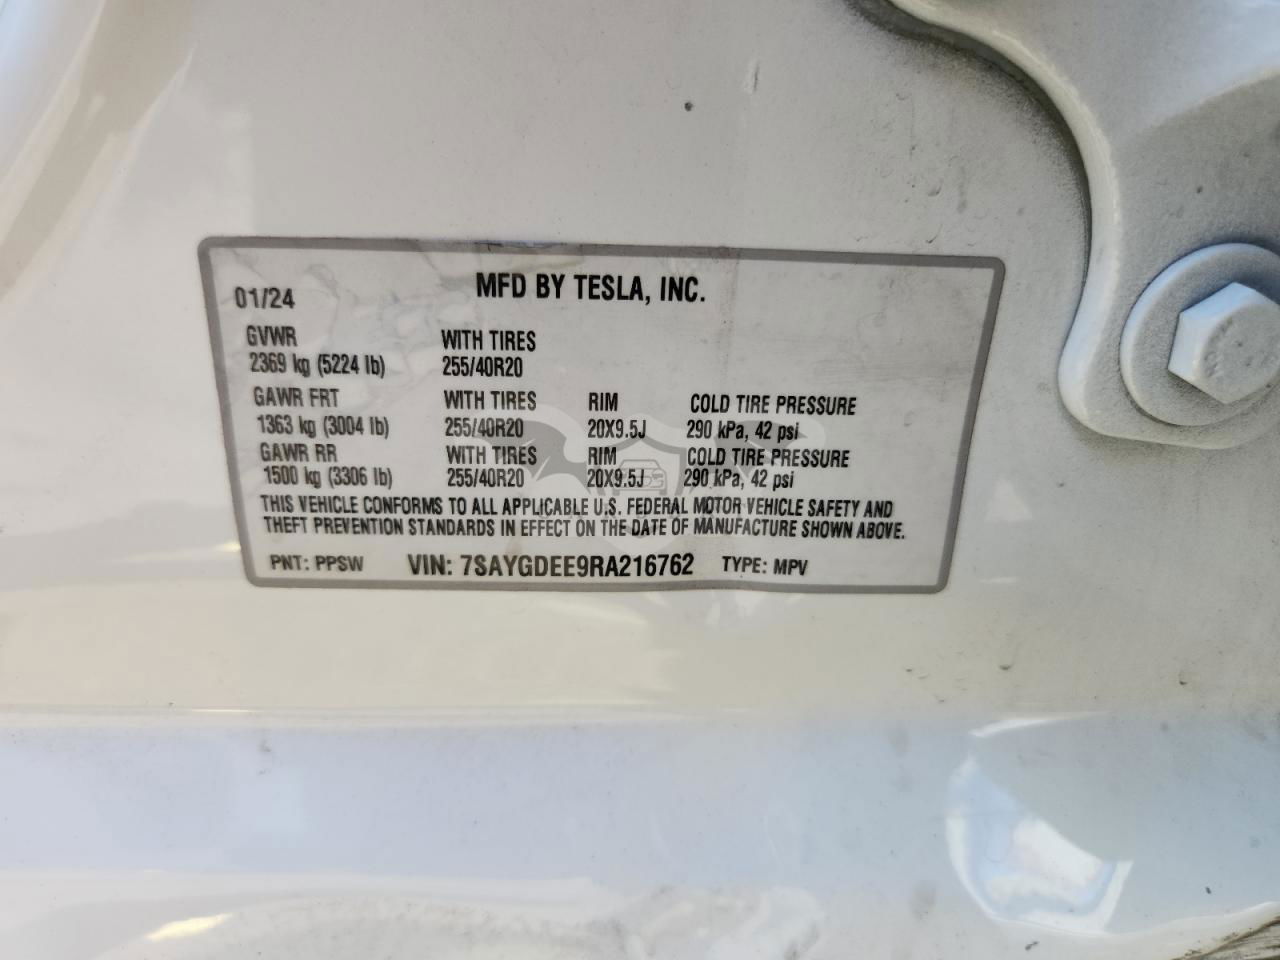 MFD BY TESLA, INC.
01/24
GVWR WITH TIRES
2369 kg (5224 lb) 255/40R20
GAWR FRT WITH TIRES RIM COLD TIRE PRESSURE
1363 kg (3004 lb) 255/40R20 20X9.5J 290 kPa, 42 psi
GAWR RR WITH TIRES RIM COLD TIRE PRESSURE
1500 kg (3306 lb) 255/40R20 20X9.5J 290 kPa, 42 psi
THIS VEHICLE CONFORMS TO ALL APPLICABLE U.S. FEDERAL MOTOR VEHICLE SAFETY AND
THEFT PREVENTION STANDARDS IN EFFECT ON THE DATE OF MANUFACTURE SHOWN ABOVE.
PNT: PPSW VIN: 7SAYGDEE9RA216762 TYPE: MPV